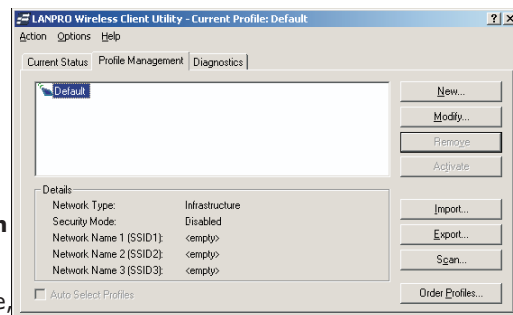 LANPRO Wireless Client Utility - Current Profile: Default
Action Options Help
Current Status Profile Management Diagnostics
Default
New...
Modify...
Remove
Activate
Details
Network Type: Infrastructure
Security Mode: Disabled
Network Name 1 (SSID1): <empty>
Network Name 2 (SSID2): <empty>
Network Name 3 (SSID3): <empty>
Import...
Export...
Scan...
Auto Select Profiles
Order Profiles...